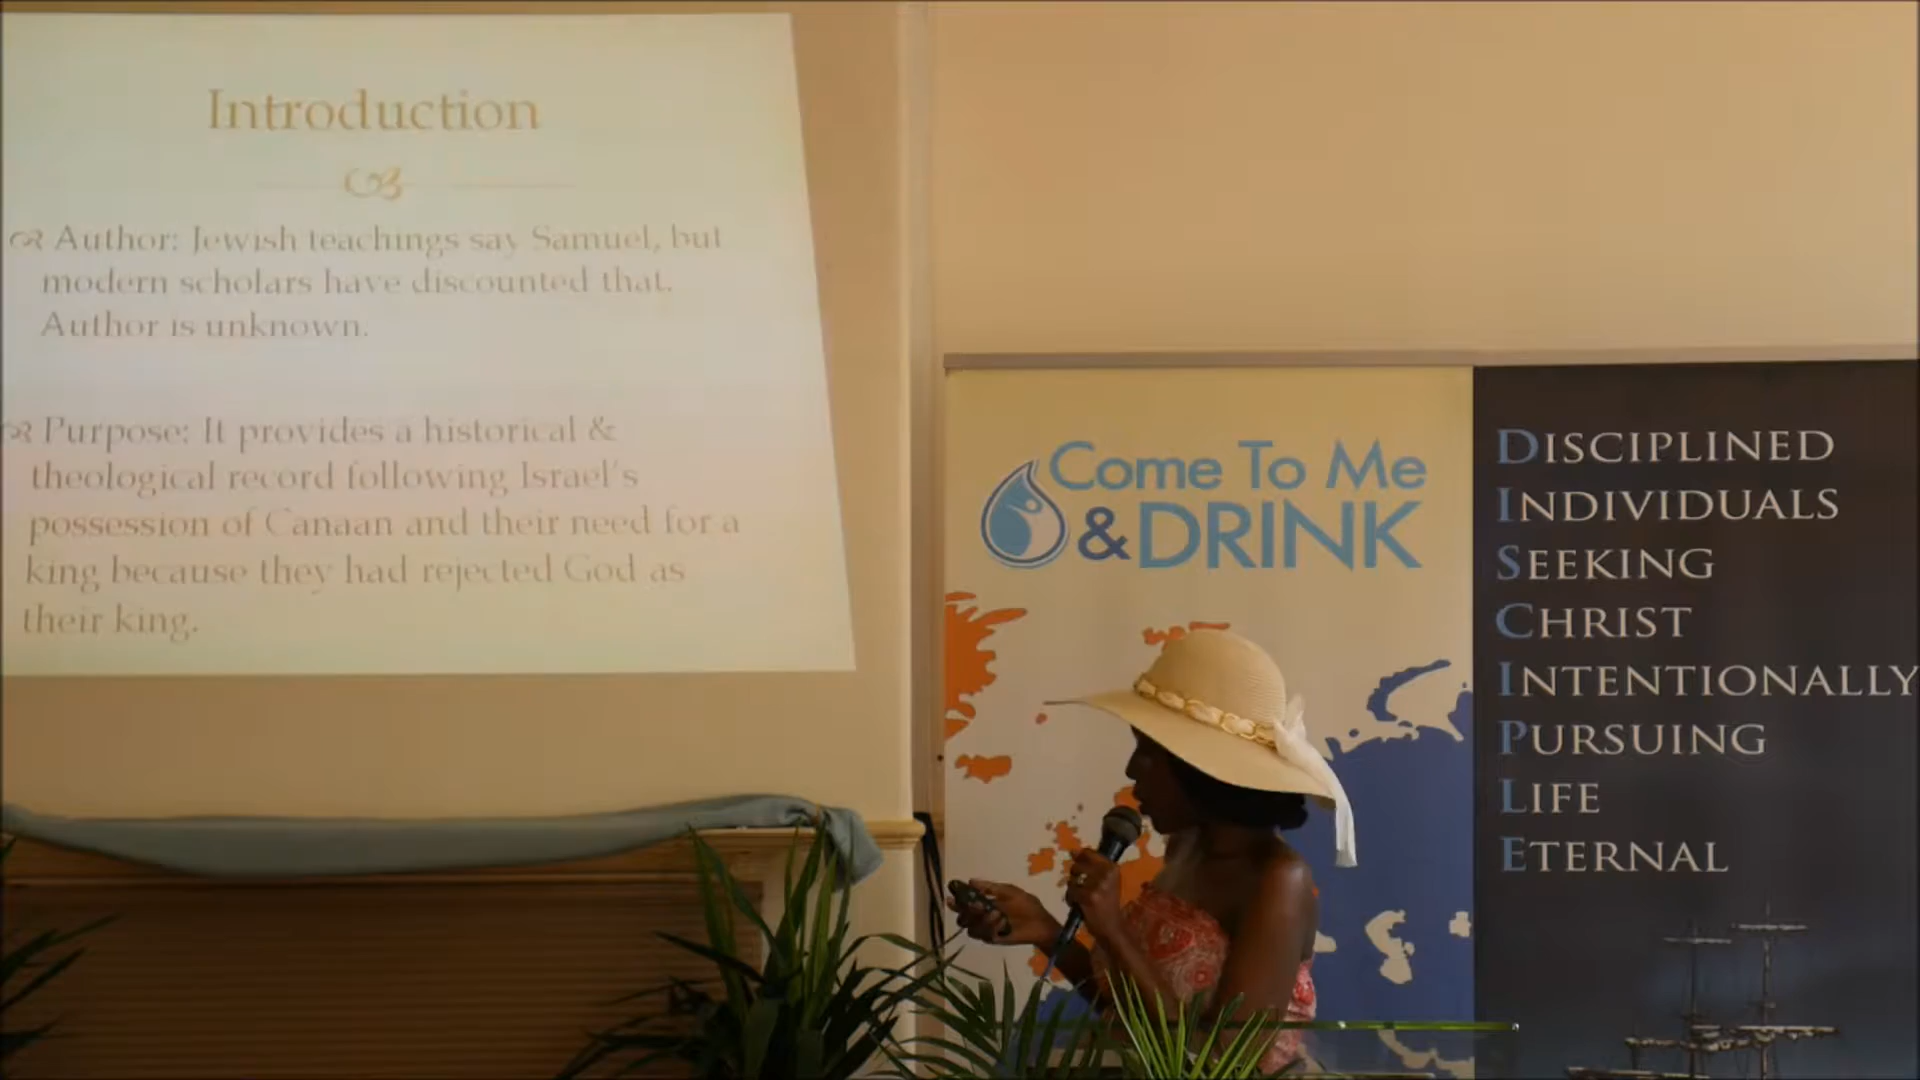 Introduction
Author: Jewish teachings say Samuel, but
modern scholars have discounted that.
Author is unknown.
Purpose: It provides a historical &
theological record following Israel's
possession of Canaan and their need for a
king because they had rejected God as
their king.
Come To Me
& DRINK
DISCIPLINED
INDIVIDUALS
SEEKING
CHRIST
INTENTIONALLY
PURSUING
LIFE
ETERNAL